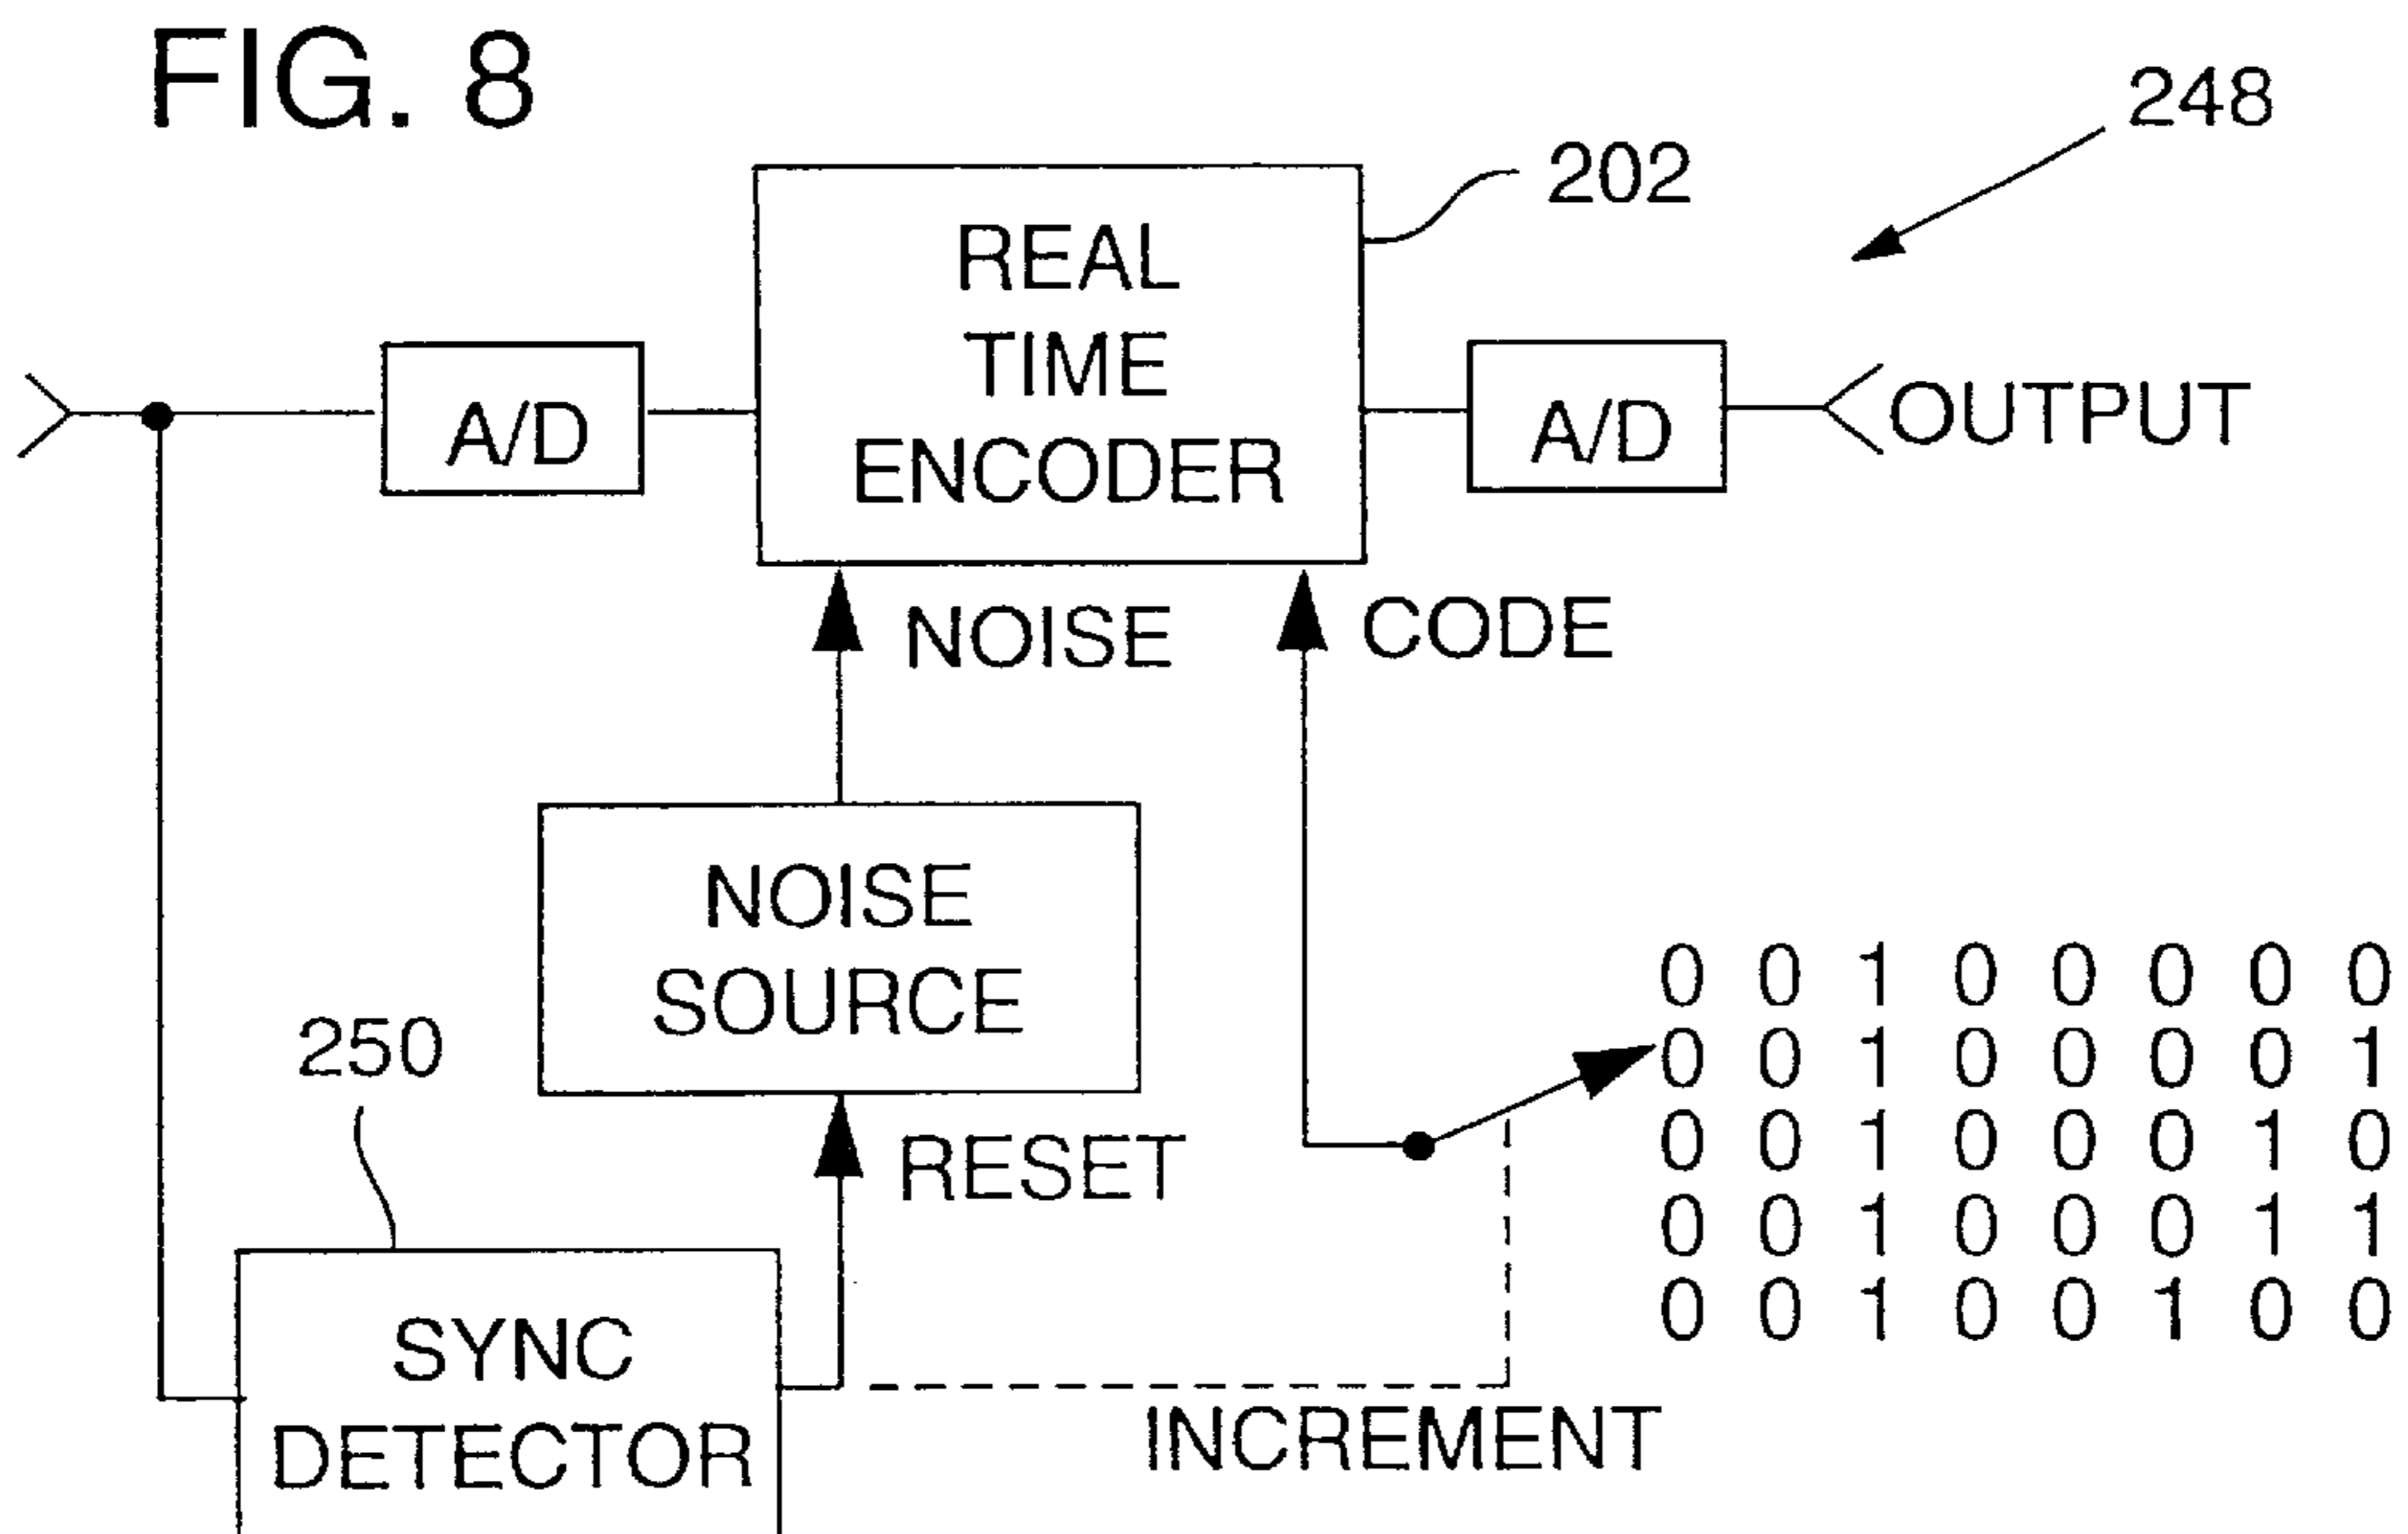 FIG. 8
248
202
REAL
TIME
ENCODER
A/D
A/D
OUTPUT
NOISE
CODE
NOISE
SOURCE
250
RESET
0 0 1 0 0 0 0 0
0 0 1 0 0 0 0 1
0 0 1 0 0 0 1 0
0 0 1 0 0 0 1 1
0 0 1 0 0 1 0 0
SYNC
DETECTOR
INCREMENT